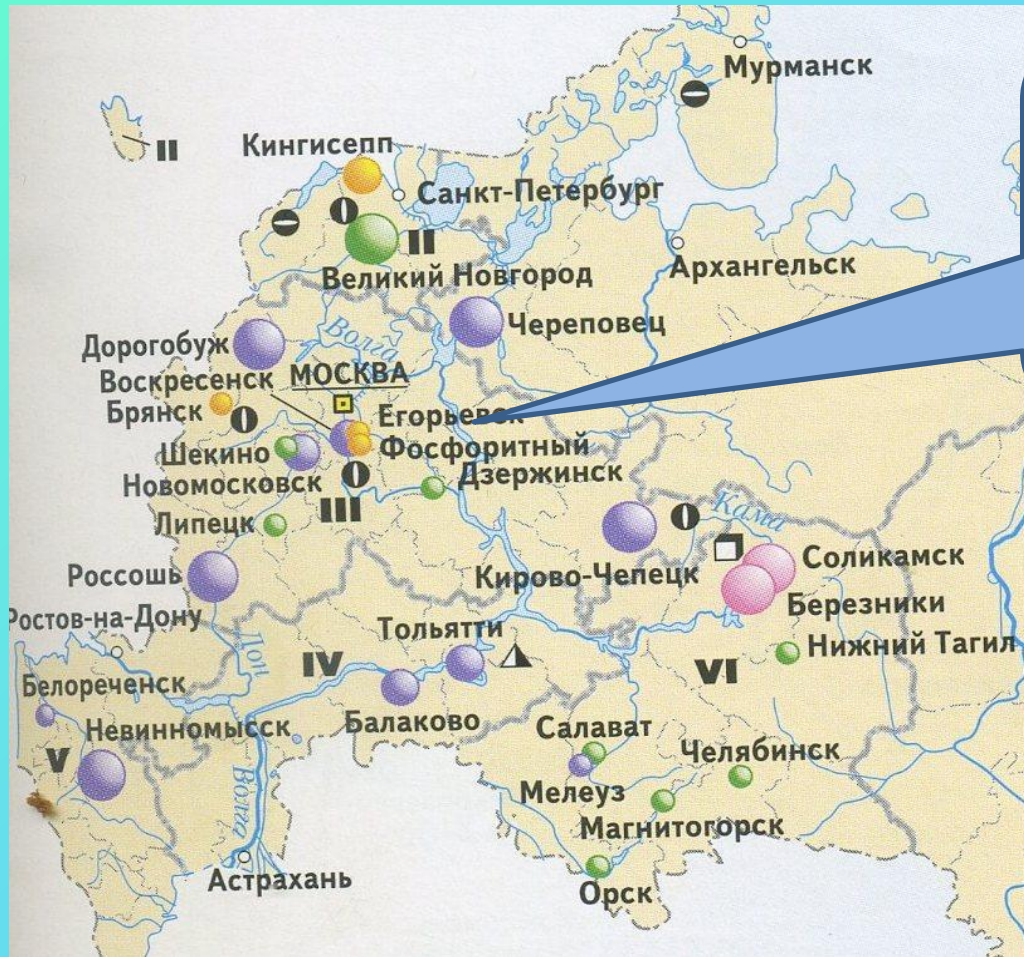 Мурманск
II
Кингисепп
Санкт-Петербург
II
Великий Новгород
Архангельск
Череповец
Волга
Дорогобуж
Воскресенск МОСКВА
Брянск
Егорьевск
Шекино
Фосфоритный
Новомосковск
Дзержинск
III
Липецк
Кама
Россошь
Кирово-Чепецк
Соликамск
Березники
Ростов-на-Дону
Тольятти
Дон
IV
Нижний Тагил
VI
Белореченск
Невинномысск
Балаково
Салават
Челябинск
V
Мелеуз
Волга
Магнитогорск
Астрахань
Орск